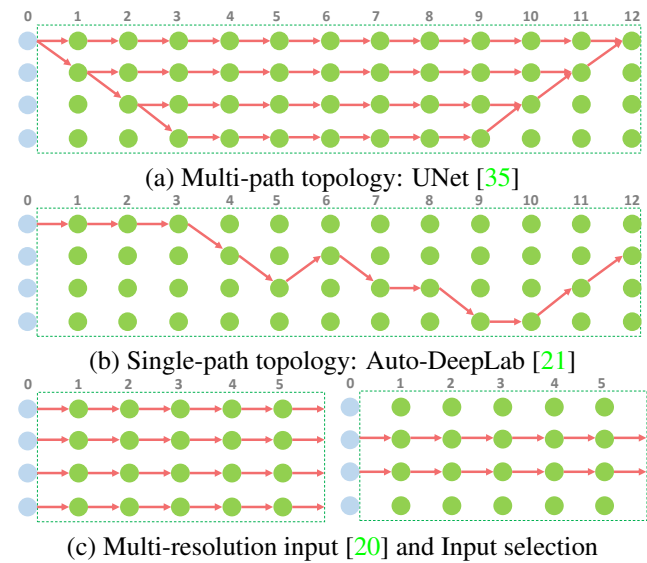 0 1 2 3 4 5 6 7 8 9 10 11 12
(a) Multi-path topology: UNet [35]
0 1 2 3 4 5 6 7 8 9 10 11 12
(b) Single-path topology: Auto-DeepLab [21]
0 1 2 3 4 5
0 1 2 3 4 5
(c) Multi-resolution input [20] and Input selection